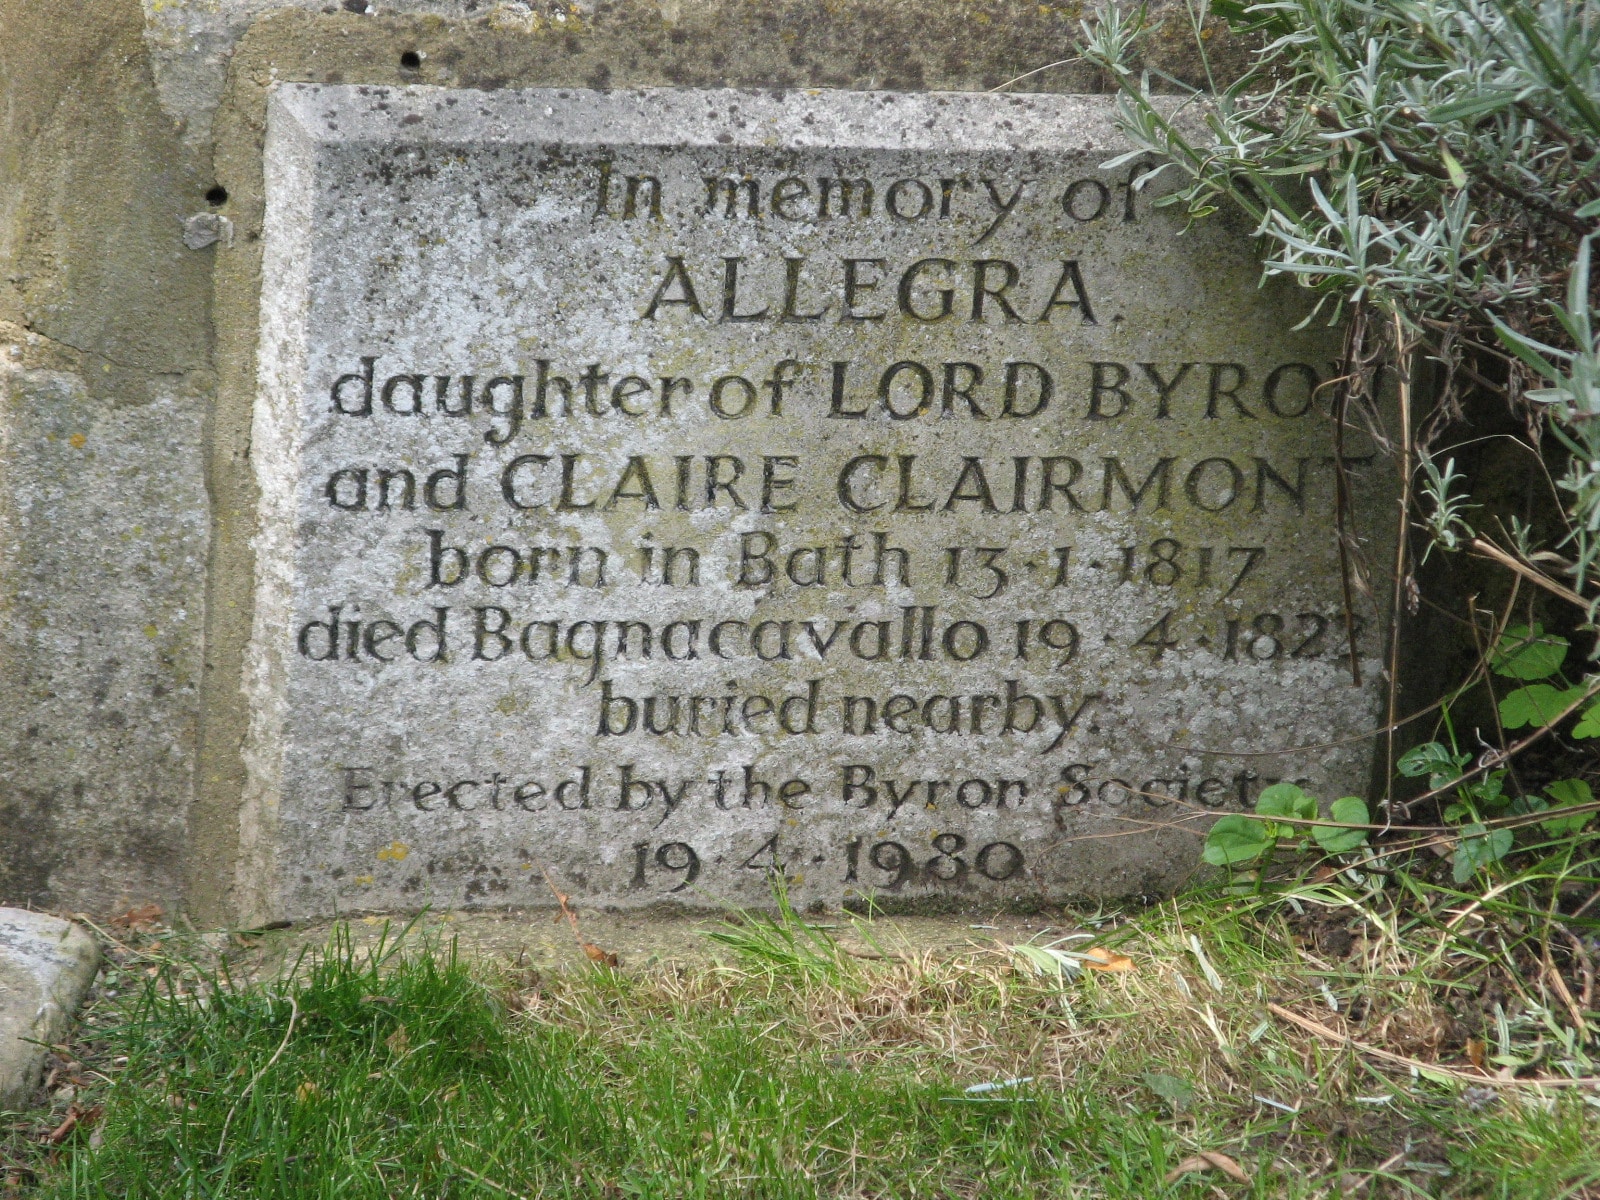 In memory of
ALLEGRA.
daughter of LORD BYRON
and CLAIRE CLAIRMONT
born in Bath 13·1·1817
died Bagnacavallo 19·4·1822
buried nearby.
Erected by the Byron Society
19·4·1980